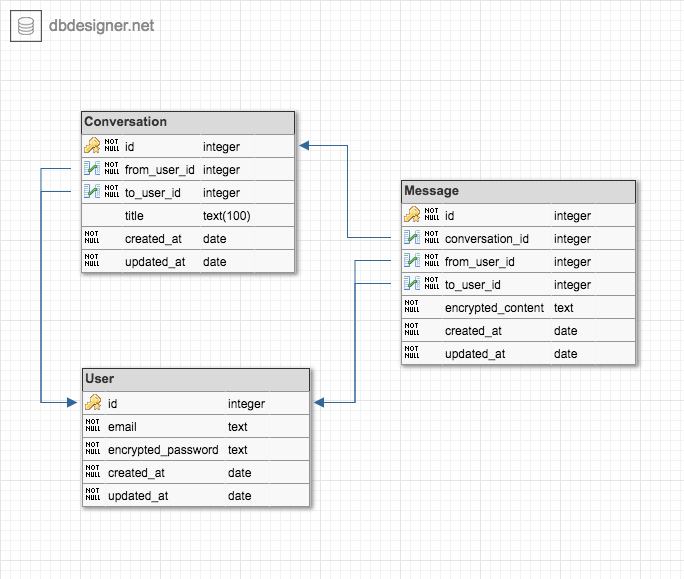 dbdesigner.net
Conversation
NOT NULL id integer
NOT NULL from_user_id integer
NOT NULL to_user_id integer
title text(100)
NOT NULL created_at date
NOT NULL updated_at date
Message
NOT NULL id integer
NOT NULL conversation_id integer
NOT NULL from_user_id integer
NOT NULL to_user_id integer
NOT NULL encrypted_content text
NOT NULL created_at date
NOT NULL updated_at date
User
id integer
NOT NULL email text
NOT NULL encrypted_password text
NOT NULL created_at date
NOT NULL updated_at date